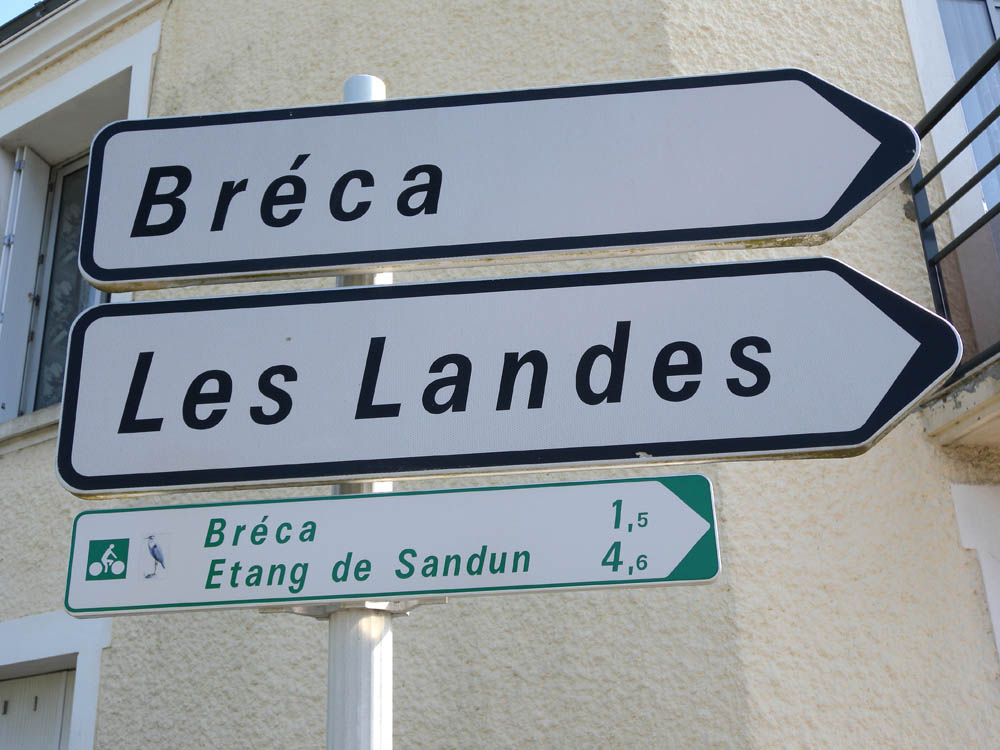 Bréca
Les Landes
Bréca 1,5
Etang de Sandun 4,6